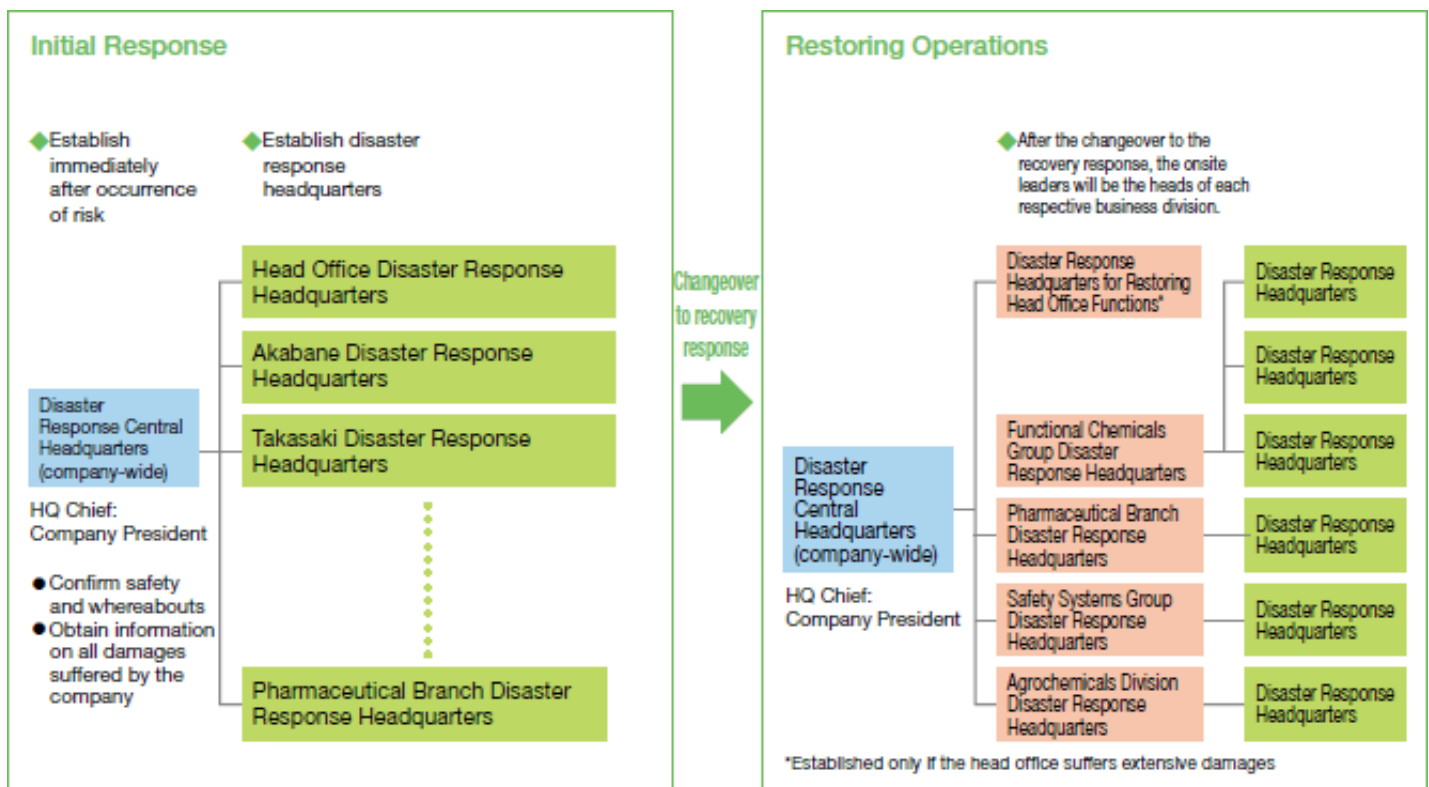 Initial Response
◆Establish
immediately
after occurrence
of risk
◆Establish disaster
response
headquarters
Head Office Disaster Response
Headquarters
Akabane Disaster Response
Headquarters
Takasaki Disaster Response
Headquarters
Disaster
Response Central
Headquarters
(company-wide)
HQ Chief:
Company President
●Confirm safety
and whereabouts
●Obtain information
on all damages
suffered by the
company
Pharmaceutical Branch Disaster
Response Headquarters
Changeover
to recovery
response
Restoring Operations
◆After the changeover to the
recovery response, the onsite
leaders will be the heads of each
respective business division.
Disaster
Response
Central
Headquarters
(company-wide)
HQ Chief:
Company President
Disaster Response
Headquarters for Restoring
Head Office Functions*
Functional Chemicals
Group Disaster
Response Headquarters
Pharmaceutical Branch
Disaster Response
Headquarters
Safety Systems Group
Disaster Response
Headquarters
Agrochemicals Division
Disaster Response
Headquarters
Disaster Response
Headquarters
Disaster Response
Headquarters
Disaster Response
Headquarters
Disaster Response
Headquarters
Disaster Response
Headquarters
Disaster Response
Headquarters
*Established only if the head office suffers extensive damages